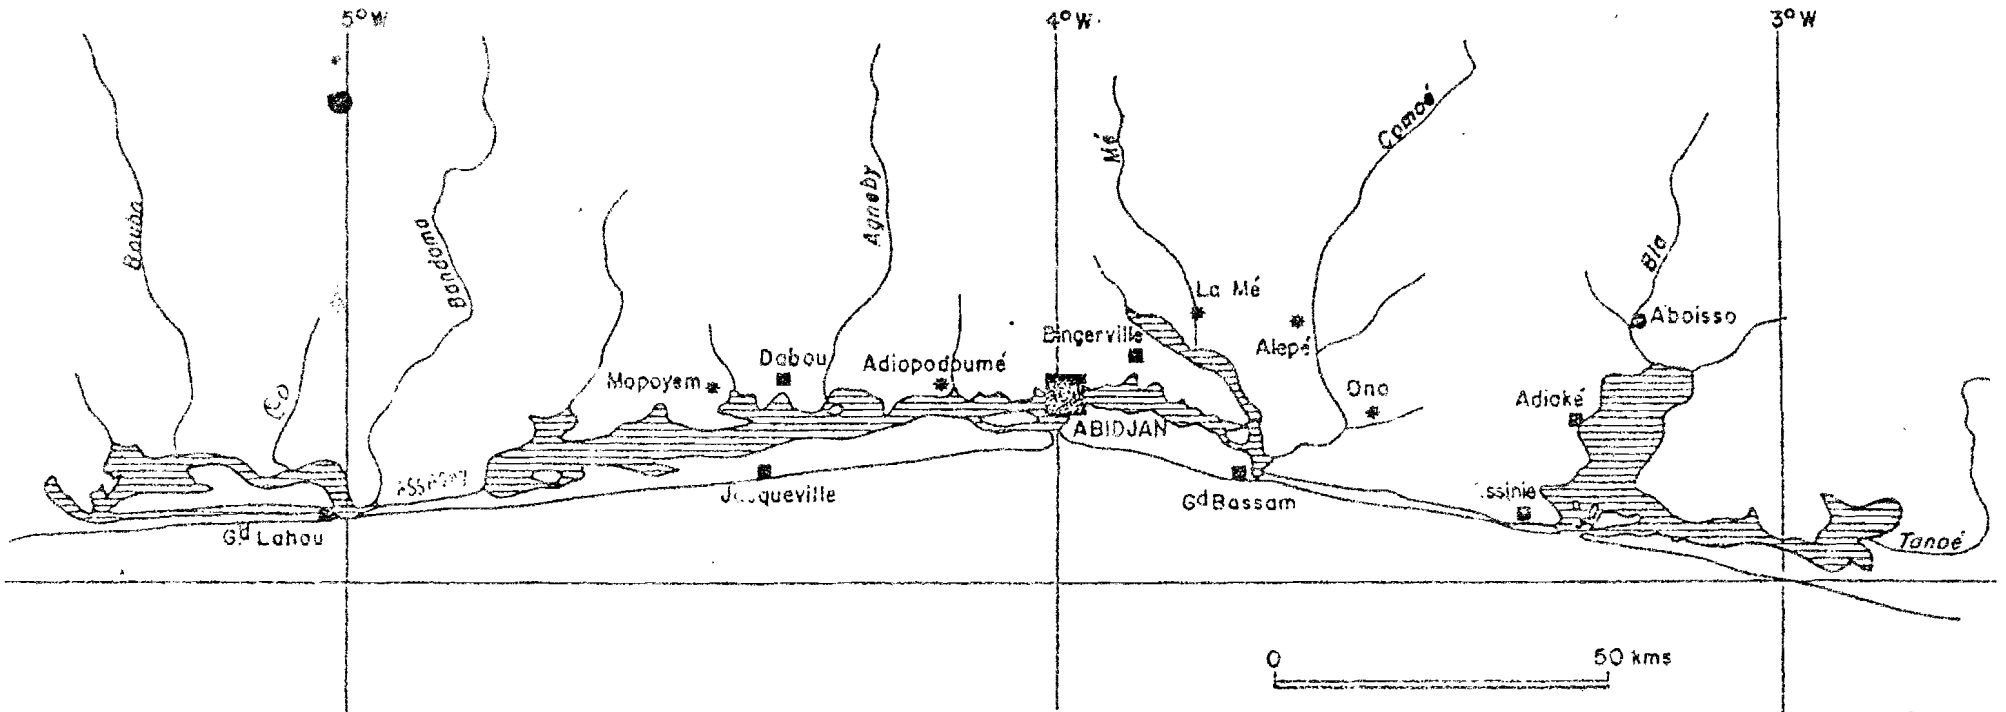 5° W
4° W
3° W
Comoé
Mé
Agneby
Bandama
Bia
La Mé
Aboisso
Bingerville
Alepé
Dabou
Adiopodoumé
Mopoyem
Ono
Adiaké
ABIDJAN
Jacqueville
Gd Bassam
Gd Lahou
Tanoé
0
50 kms